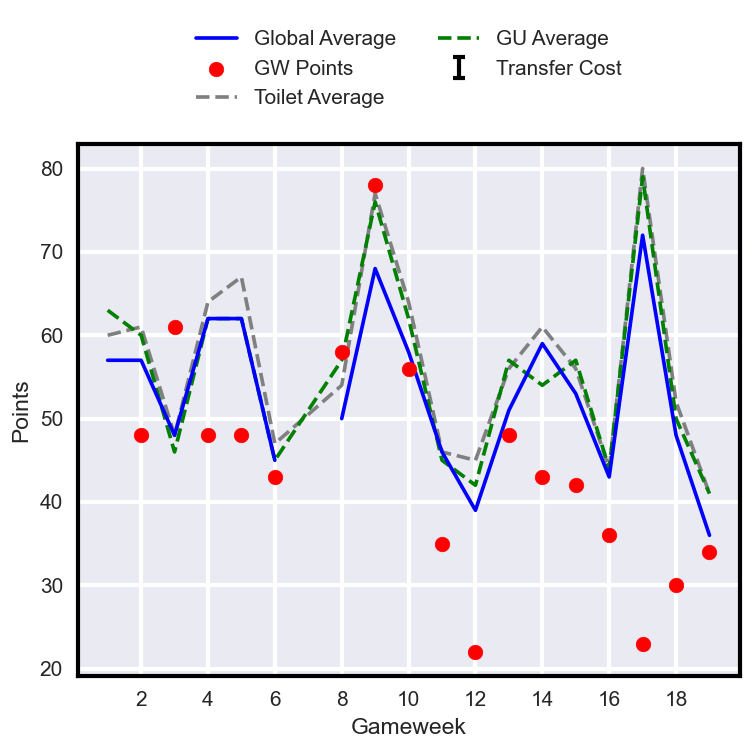 Global Average
GU Average
GW Points
Transfer Cost
Toilet Average
80
70
60
50
40
30
20
Points
2 4 6 8 10 12 14 16 18
Gameweek